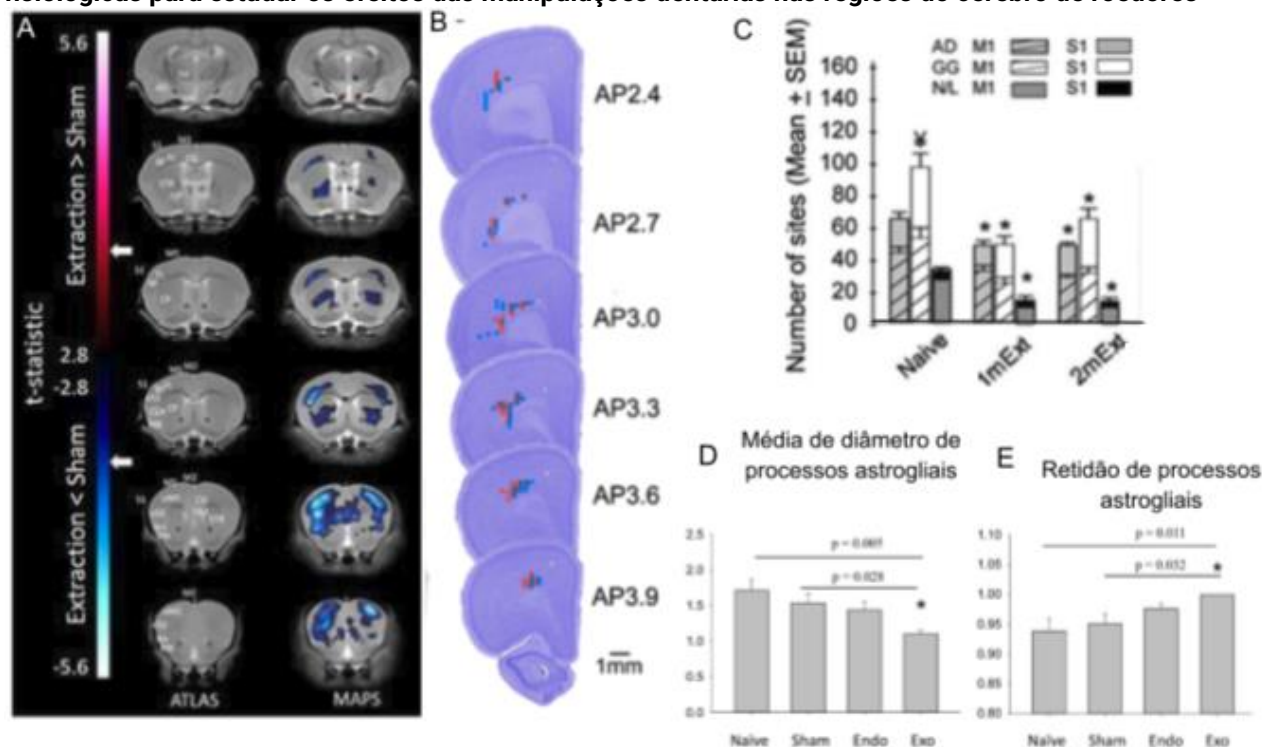 fisiológicas para estudar os efeitos das manipulações dentárias nas regiões do cérebro de roedores
A
5.6
Extraction > Sham
2.8
t-statistic
-2.8
Extraction < Sham
-5.6
ATLAS
MAPS
B
AP2.4
AP2.7
AP3.0
AP3.3
AP3.6
AP3.9
1mm
C
AD M1 S1
GG M1 S1
N/L M1 S1
Number of sites (Mean ± SEM)
160
140
120
100
80
60
40
20
0
¥
* * *
* * *
Naive
1mExt
2mExt
D
Média de diâmetro de
processos astrogliais
2.5
2.0
1.5
1.0
0.5
0.0
p = 0.005
p = 0.028
*
Naive Sham Endo Exo
E
Retidão de processos
astrogliais
1.10
1.05
1.00
0.95
0.90
0.85
0.80
p = 0.011
p = 0.032
*
Naive Sham Endo Exo